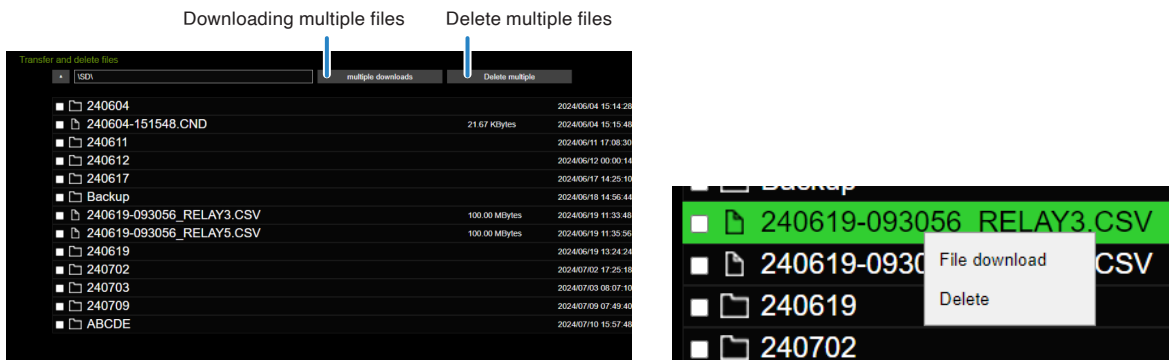 Downloading multiple files Delete multiple files
Transfer and delete files
\SD\ multiple downloads Delete multiple
240604 2024/06/04 15:14:28
240604-151548.CND 21.67 KBytes 2024/06/04 15:15:48
240611 2024/06/11 17:08:30
240612 2024/06/12 00:00:14
240617 2024/06/17 14:25:10
Backup 2024/06/18 14:56:44
240619-093056_RELAY3.CSV 100.00 MBytes 2024/06/19 11:33:48
240619-093056_RELAY5.CSV 100.00 MBytes 2024/06/19 11:35:56
240619 2024/06/19 13:24:24
240702 2024/07/02 17:25:18
240703 2024/07/03 08:07:10
240709 2024/07/09 07:49:40
ABCDE 2024/07/10 15:57:48
Backup
240619-093056_RELAY3.CSV
240619-0930 CSV
File download
240619
Delete
240702